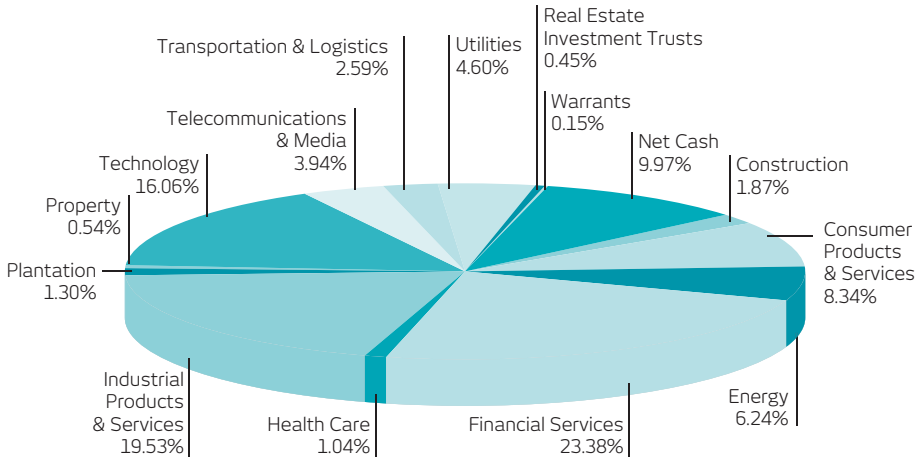 Real Estate
Investment Trusts
0.45%
Transportation & Logistics
2.59%
Utilities
4.60%
Warrants
0.15%
Telecommunications
& Media
3.94%
Net Cash
9.97%
Technology
16.06%
Construction
1.87%
Property
0.54%
Consumer
Products
& Services
8.34%
Plantation
1.30%
Industrial
Products
& Services
19.53%
Health Care
1.04%
Financial Services
23.38%
Energy
6.24%